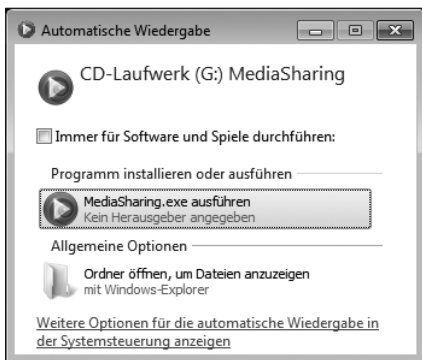 Automatische Wiedergabe
CD-Laufwerk (G:) MediaSharing
Immer für Software und Spiele durchführen:
Programm installieren oder ausführen
MediaSharing.exe ausführen
Kein Herausgeber angegeben
Allgemeine Optionen
Ordner öffnen, um Dateien anzuzeigen
mit Windows-Explorer
Weitere Optionen für die automatische Wiedergabe in
der Systemsteuerung anzeigen